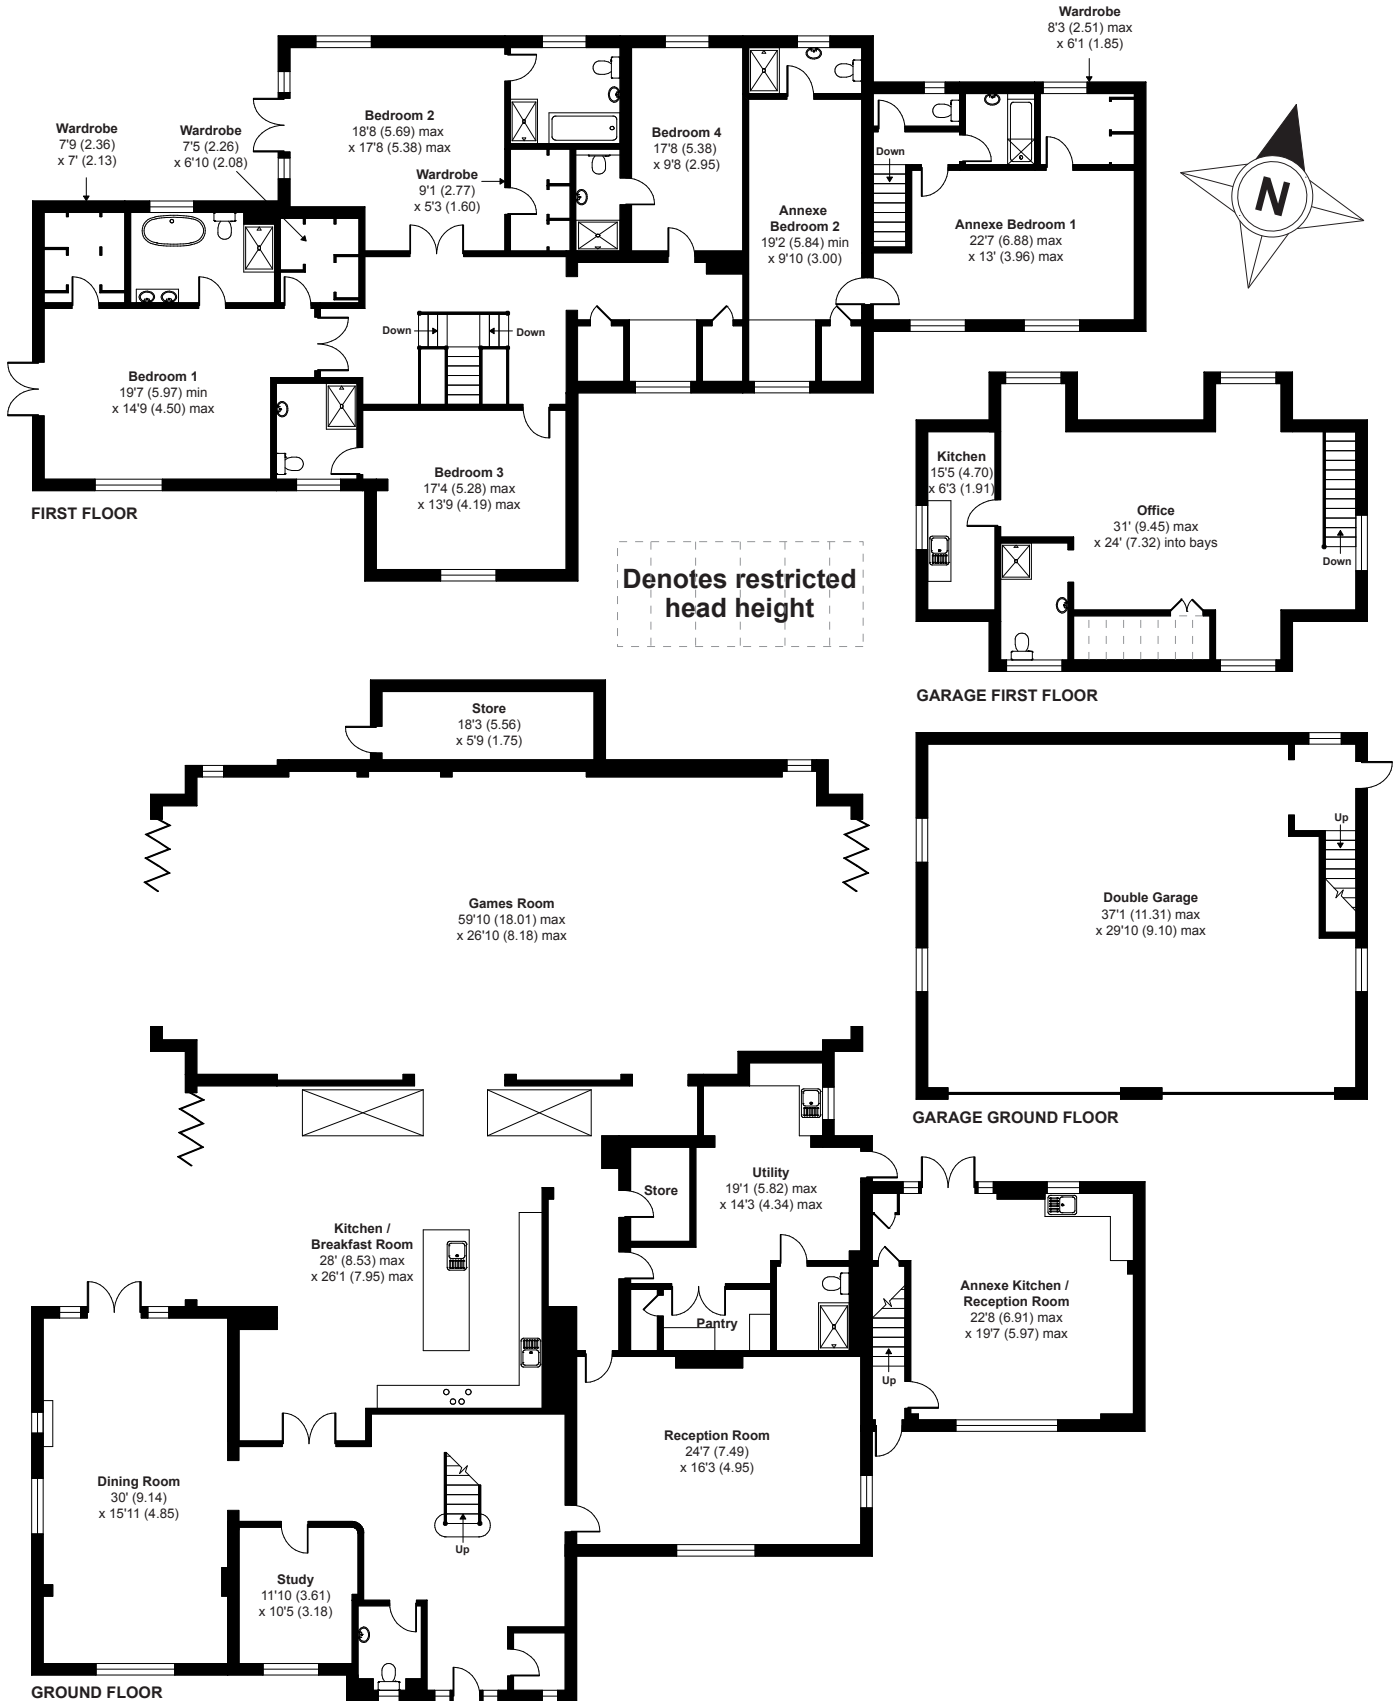 Wardrobe
8'3 (2.51) max
x 6'1 (1.85)
Wardrobe
7'9 (2.36)
x 7' (2.13)
Wardrobe
7'5 (2.26)
x 6'10 (2.08)
Bedroom 2
18'8 (5.69) max
x 17'8 (5.38) max
Wardrobe
9'1 (2.77)
x 5'3 (1.60)
Bedroom 4
17'8 (5.38)
x 9'8 (2.95)
Annexe
Bedroom 2
19'2 (5.84) min
x 9'10 (3.00)
Down
Annexe Bedroom 1
22'7 (6.88) max
x 13' (3.96) max
N
Down
Down
Bedroom 1
19'7 (5.97) min
x 14'9 (4.50) max
Bedroom 3
17'4 (5.28) max
x 13'9 (4.19) max
FIRST FLOOR
Kitchen
15'5 (4.70)
x 6'3 (1.91)
Office
31' (9.45) max
x 24' (7.32) into bays
Down
Denotes restricted
head height
GARAGE FIRST FLOOR
Store
18'3 (5.56)
x 5'9 (1.75)
Games Room
59'10 (18.01) max
x 26'10 (8.18) max
Up
Double Garage
37'1 (11.31) max
x 29'10 (9.10) max
GARAGE GROUND FLOOR
Utility
19'1 (5.82) max
x 14'3 (4.34) max
Store
Kitchen /
Breakfast Room
28' (8.53) max
x 26'1 (7.95) max
Pantry
Annexe Kitchen /
Reception Room
22'8 (6.91) max
x 19'7 (5.97) max
Up
Reception Room
24'7 (7.49)
x 16'3 (4.95)
Dining Room
30' (9.14)
x 15'11 (4.85)
Up
Study
11'10 (3.61)
x 10'5 (3.18)
GROUND FLOOR